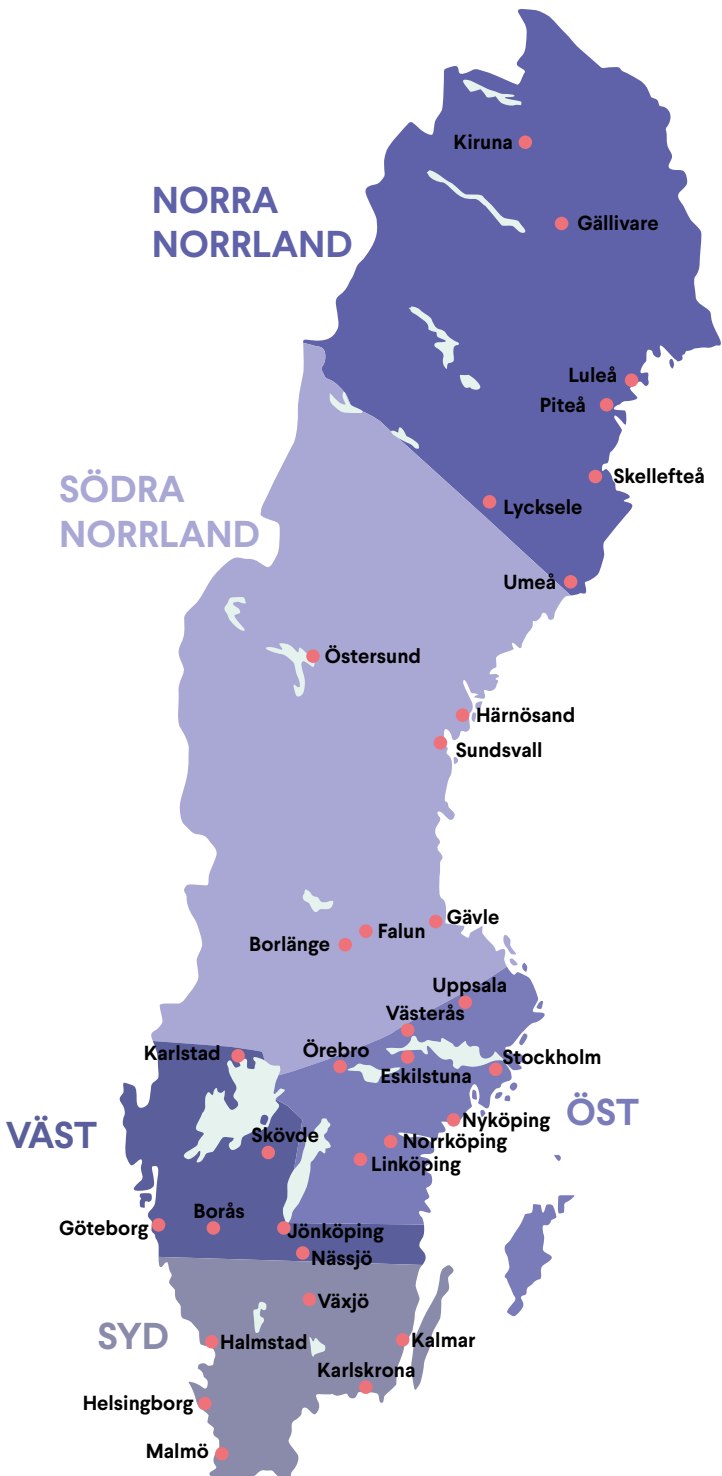 Kiruna
NORRA
NORRLAND
Gällivare
Luleå
Piteå
Skellefteå
SÖDRA
NORRLAND
Lycksele
Umeå
Östersund
Härnösand
Sundsvall
Gävle
Falun
Borlänge
Uppsala
Västerås
Karlstad
Örebro
Stockholm
Eskilstuna
ÖST
Nyköping
VÄST
Skövde
Norrköping
Linköping
Borås
Göteborg
Jönköping
Nässjö
Växjö
SYD
Halmstad
Kalmar
Karlskrona
Helsingborg
Malmö